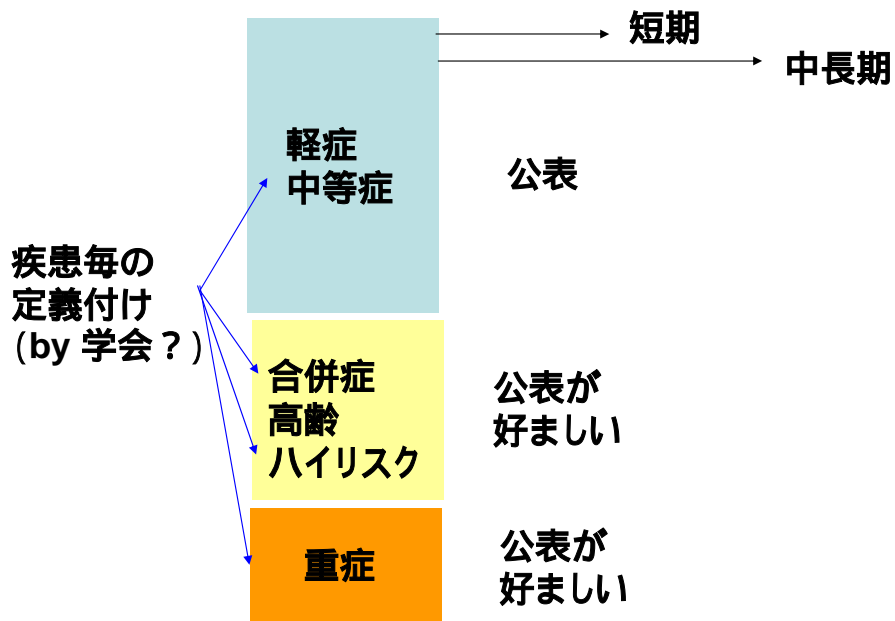 短期
中長期
軽症
中等症
公表
疾患毎の
定義付け
(by 学会？)
合併症
高齢
ハイリスク
公表が
好ましい
重症
公表が
好ましい